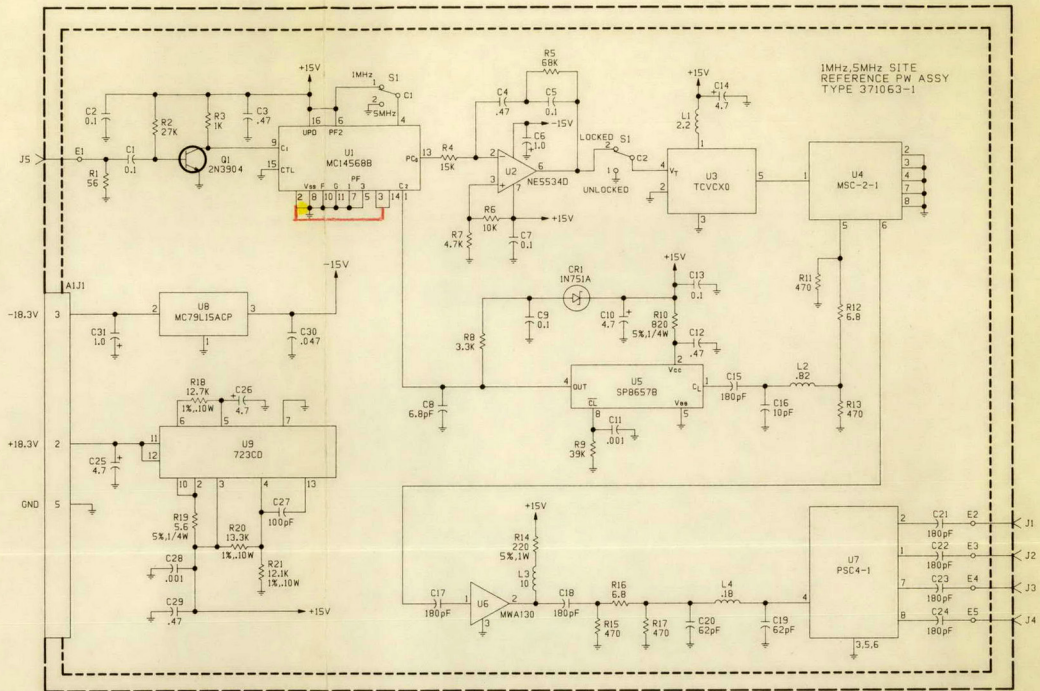 1MHz,5MHz SITE
REFERENCE PW ASSY
TYPE 371063-1
J5
E1
R1
56
C1
0.1
C2
0.1
R2
27K
R3
1K
C3
.47
Q1
2N3904
+15V
16
6
UPD
PF2
1MHz
1
2
5MHz
S1
C1
4
9
C1
15
CTL
U1
MC14568B
PF
Vss F G 1 3
C2
2 8 10 11 7 5 3 14 1
PCB
13
R4
15K
C4
.47
R5
68K
C5
0.1
-15V
C6
1.0
2
3
U2
6
7
NE5534D
+15V
R6
10K
R7
4.7K
C7
0.1
LOCKED
S1
2
C2
1
UNLOCKED
+15V
C14
4.7
L1
2.2
1
6
VT
2
U3
TCVCXO
5
3
1
U4
MSC-2-1
2
3
4
7
8
5
6
R11
470
R12
6.8
R13
470
A1J1
-18.3V
3
C31
1.0
2
U8
MC79L15ACP
3
1
C30
.047
-15V
+18.3V
2
C25
4.7
R18
12.7K
1%,.10W
C26
4.7
6
5
7
11
12
U9
723CD
10 2 3 4 13
GND
5
R19
5.6
5%,1/4W
R20
13.3K
1%,.10W
C27
100pF
R21
12.1K
1%,.10W
C28
.001
C29
.47
+15V
CR1
1N751A
+15V
C13
0.1
R8
3.3K
C9
0.1
C10
4.7
R10
820
5%,1/4W
C12
.47
2
Vcc
4
OUT
U5
SP8657B
CL
1
CL
Vee
8
5
C8
6.8pF
C11
.001
R9
39K
C15
180pF
L2
.82
C16
10pF
+15V
R14
220
5%,1W
L3
10
C17
180pF
1
U6
2
3
MWA130
C18
180pF
R16
6.8
R15
470
R17
470
L4
.18
C20
62pF
C19
62pF
4
U7
PSC4-1
3,5,6
2
C21
180pF
E2
J1
1
C22
180pF
E3
J2
7
C23
180pF
E4
J3
8
C24
180pF
E5
J4